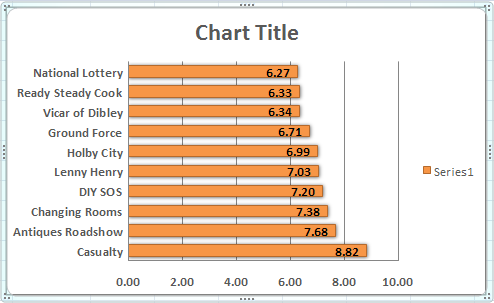 Chart Title
National Lottery 6.27
Ready Steady Cook 6.33
Vicar of Dibley 6.34
Ground Force 6.71
Holby City 6.99
Lenny Henry 7.03
DIY SOS 7.20
Changing Rooms 7.38
Antiques Roadshow 7.68
Casualty 8.82
0.00 2.00 4.00 6.00 8.00 10.00
Series1